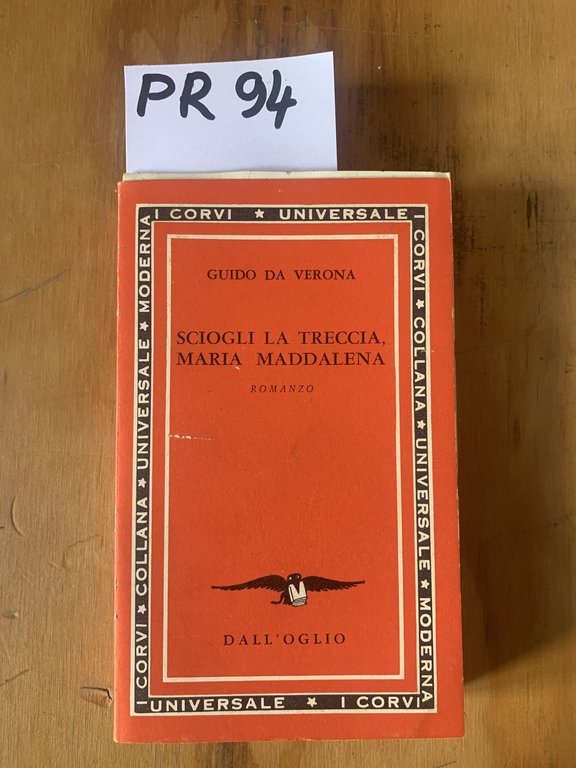 PR 94
I CORVI ★ UNIVERSALE
I CORVI ★ COLLANA ★ UNIVERSALE ★ MODERNA
I CORVI ★ COLLANA ★ UNIVERSALE ★ MODERNA
GUIDO DA VERONA
SCIOGLI LA TRECCIA,
MARIA MADDALENA
ROMANZO
DALL'OGLIO
UNIVERSALE ★ I CORVI